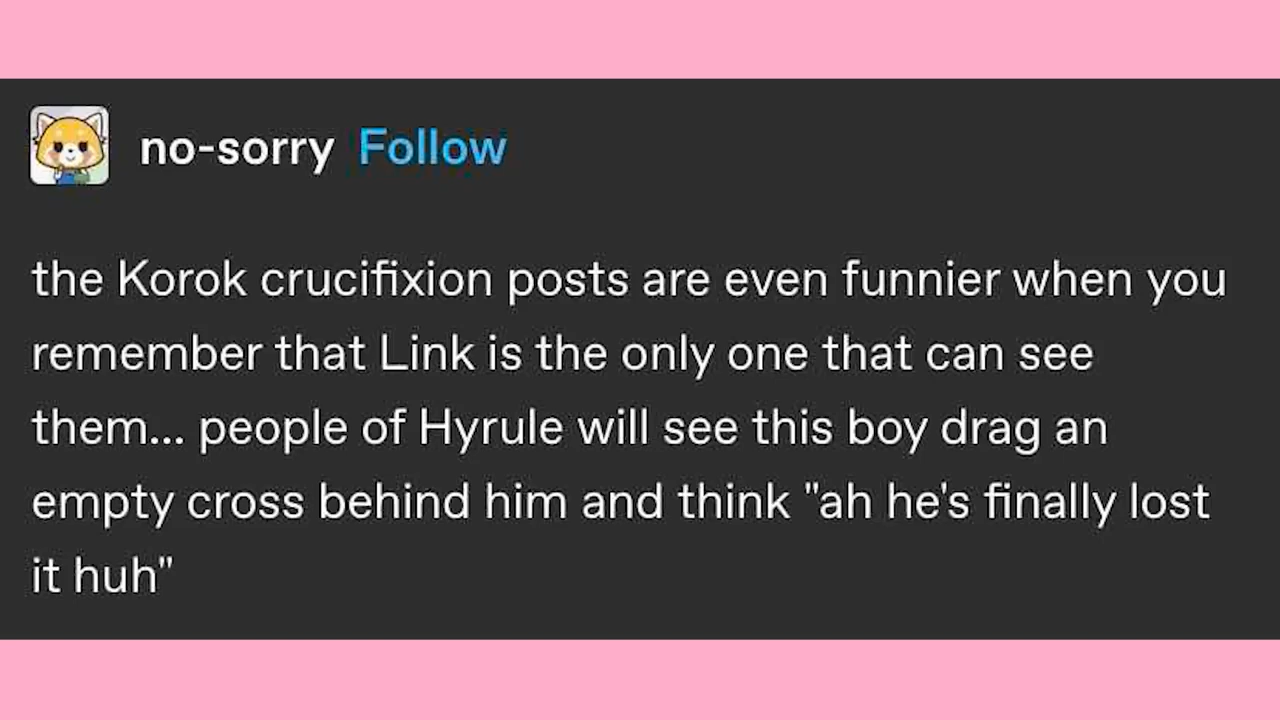 no-sorry Follow
the Korok crucifixion posts are even funnier when you
remember that Link is the only one that can see
them... people of Hyrule will see this boy drag an
empty cross behind him and think "ah he's finally lost
it huh"